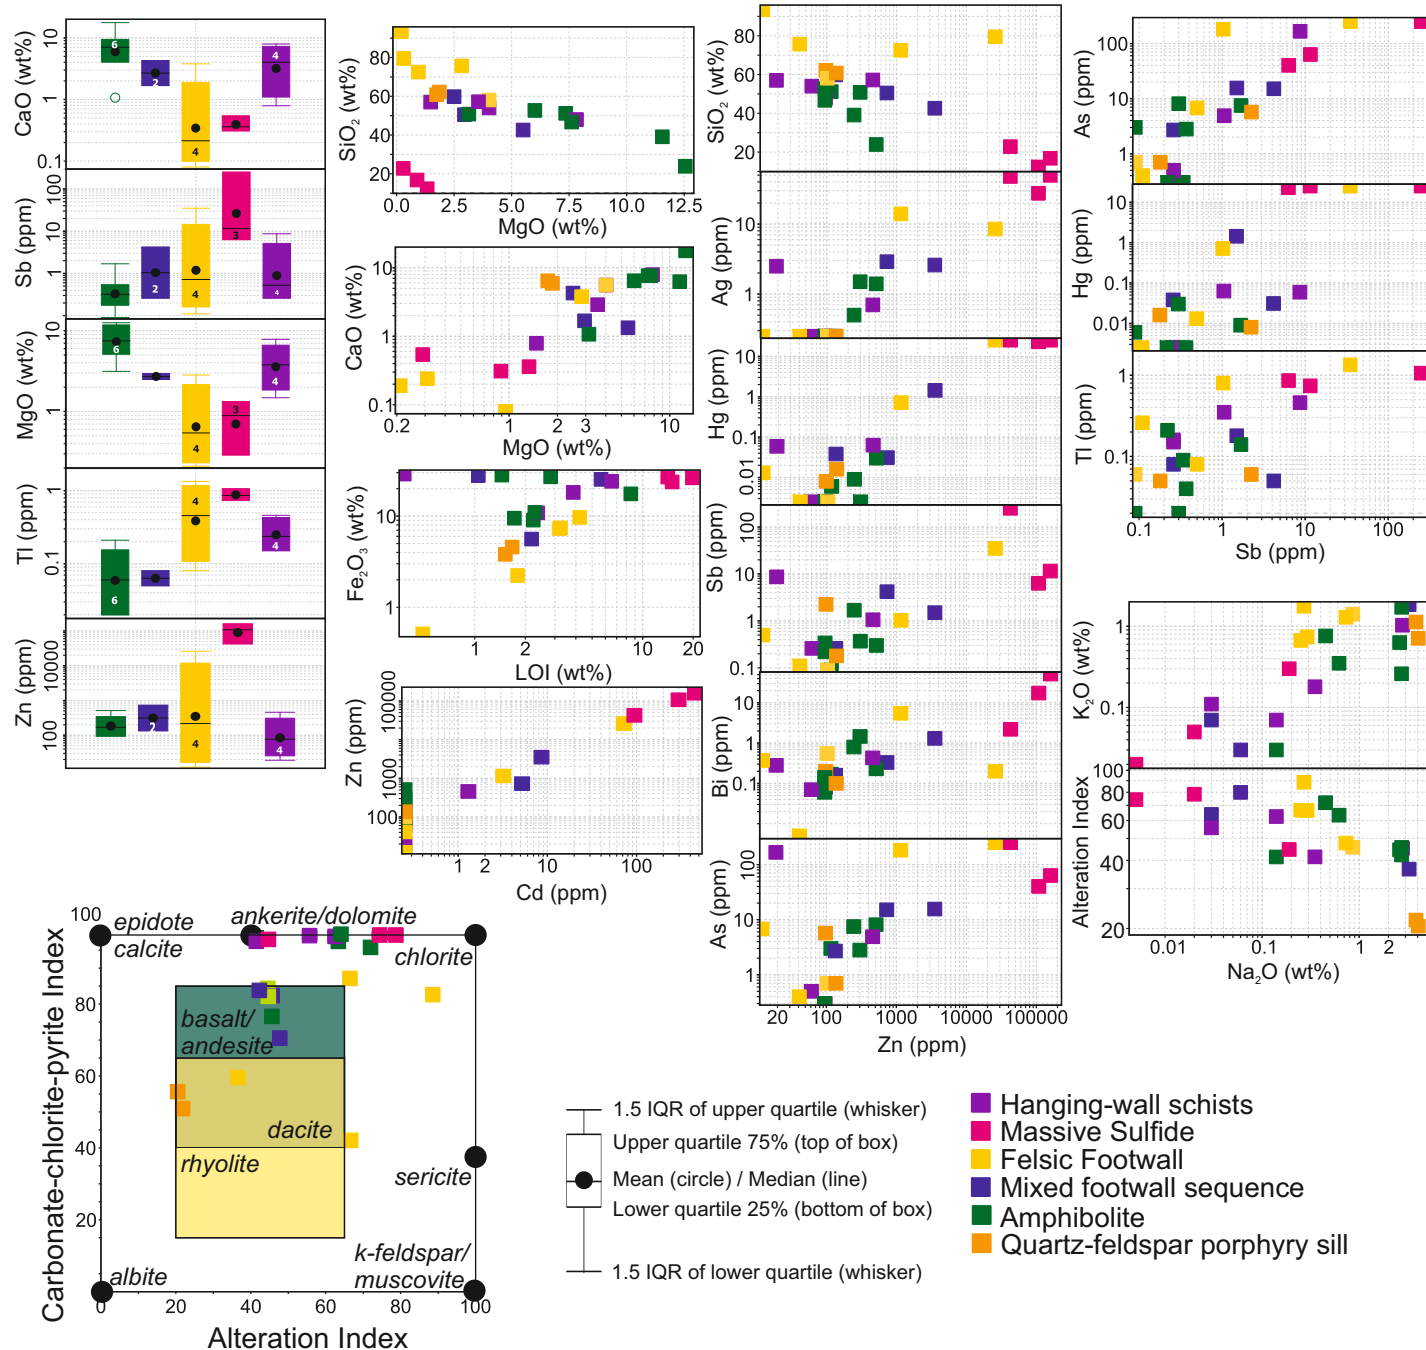 CaO (wt%)
10
1
0.1
6
2
4
4
Sb (ppm)
100
10
1
2
4
3
4
MgO (wt%)
10
1
6
4
3
4
Tl (ppm)
1
0.1
6
4
4
Zn (ppm)
10000
100
2
4
4
SiO2 (wt%)
80
60
40
20
0.0
2.5
5.0
7.5
10.0
12.5
MgO (wt%)
CaO (wt%)
10
1
0.1
0.2
1
2
3
10
MgO (wt%)
Fe2O3 (wt%)
10
1
1
2
10
20
LOI (wt%)
Zn (ppm)
100000
10000
1000
100
1
2
10
100
Cd (ppm)
SiO2 (wt%)
80
60
40
20
Ag (ppm)
10
1
Hg (ppm)
10
1
0.1
0.01
Sb (ppm)
100
10
1
0.1
Bi (ppm)
10
1
0.1
As (ppm)
100
10
1
20
100
1000
10000
100000
Zn (ppm)
As (ppm)
100
10
1
Hg (ppm)
10
1
0.1
0.01
Tl (ppm)
1
0.1
0.1
1
10
100
Sb (ppm)
K2O (wt%)
1
0.1
Alteration Index
100
80
60
40
20
0.01
0.1
1
2
Na2O (wt%)
Carbonate-chlorite-pyrite Index
100
80
60
40
20
0
20
40
60
80
100
Alteration Index
epidote
calcite
ankerite/dolomite
chlorite
basalt/
andesite
dacite
rhyolite
sericite
k-feldspar/
muscovite
albite
1.5 IQR of upper quartile (whisker)
Upper quartile 75% (top of box)
Mean (circle) / Median (line)
Lower quartile 25% (bottom of box)
1.5 IQR of lower quartile (whisker)
Hanging-wall schists
Massive Sulfide
Felsic Footwall
Mixed footwall sequence
Amphibolite
Quartz-feldspar porphyry sill